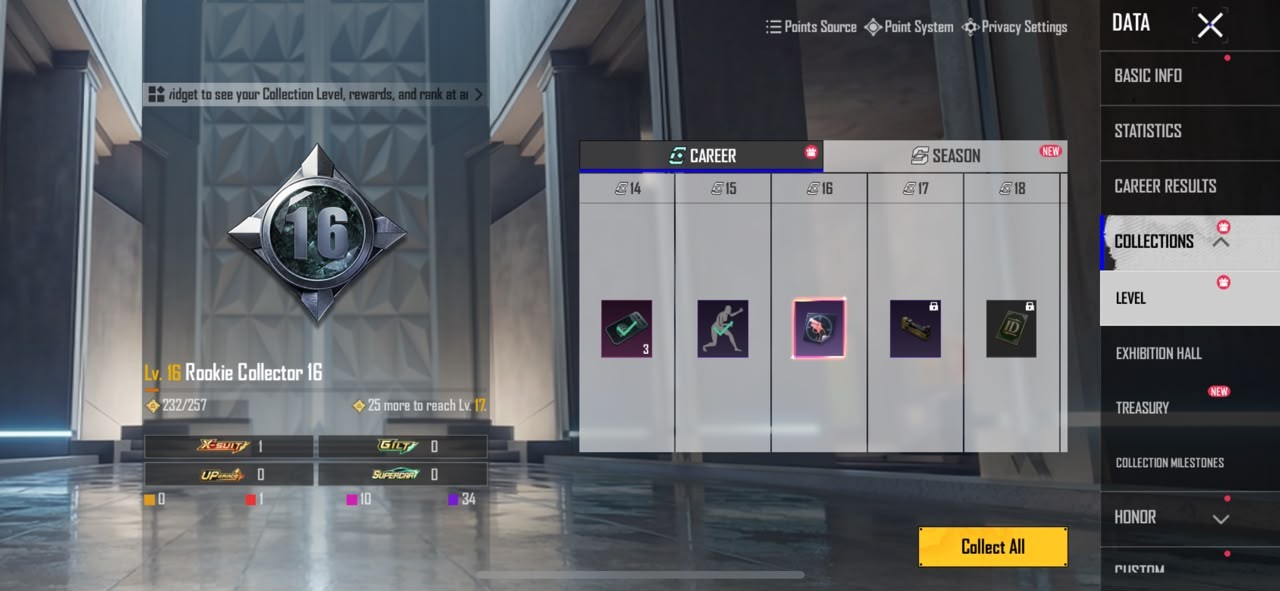 Points Source
Point System
Privacy Settings
idget to see your Collection Level, rewards, and rank at a
16
Lv. 16 Rookie Collector 16
232/257
25 more to reach Lv. 17.
X-SUIT 1
GILT 0
UPGRADE 0
SUPERCAR 0
0
1
10
34
CAREER
SEASON
NEW
14
15
16
17
18
3
ID
Collect All
DATA
BASIC INFO
STATISTICS
CAREER RESULTS
COLLECTIONS
LEVEL
EXHIBITION HALL
TREASURY
NEW
COLLECTION MILESTONES
HONOR
CUSTOM